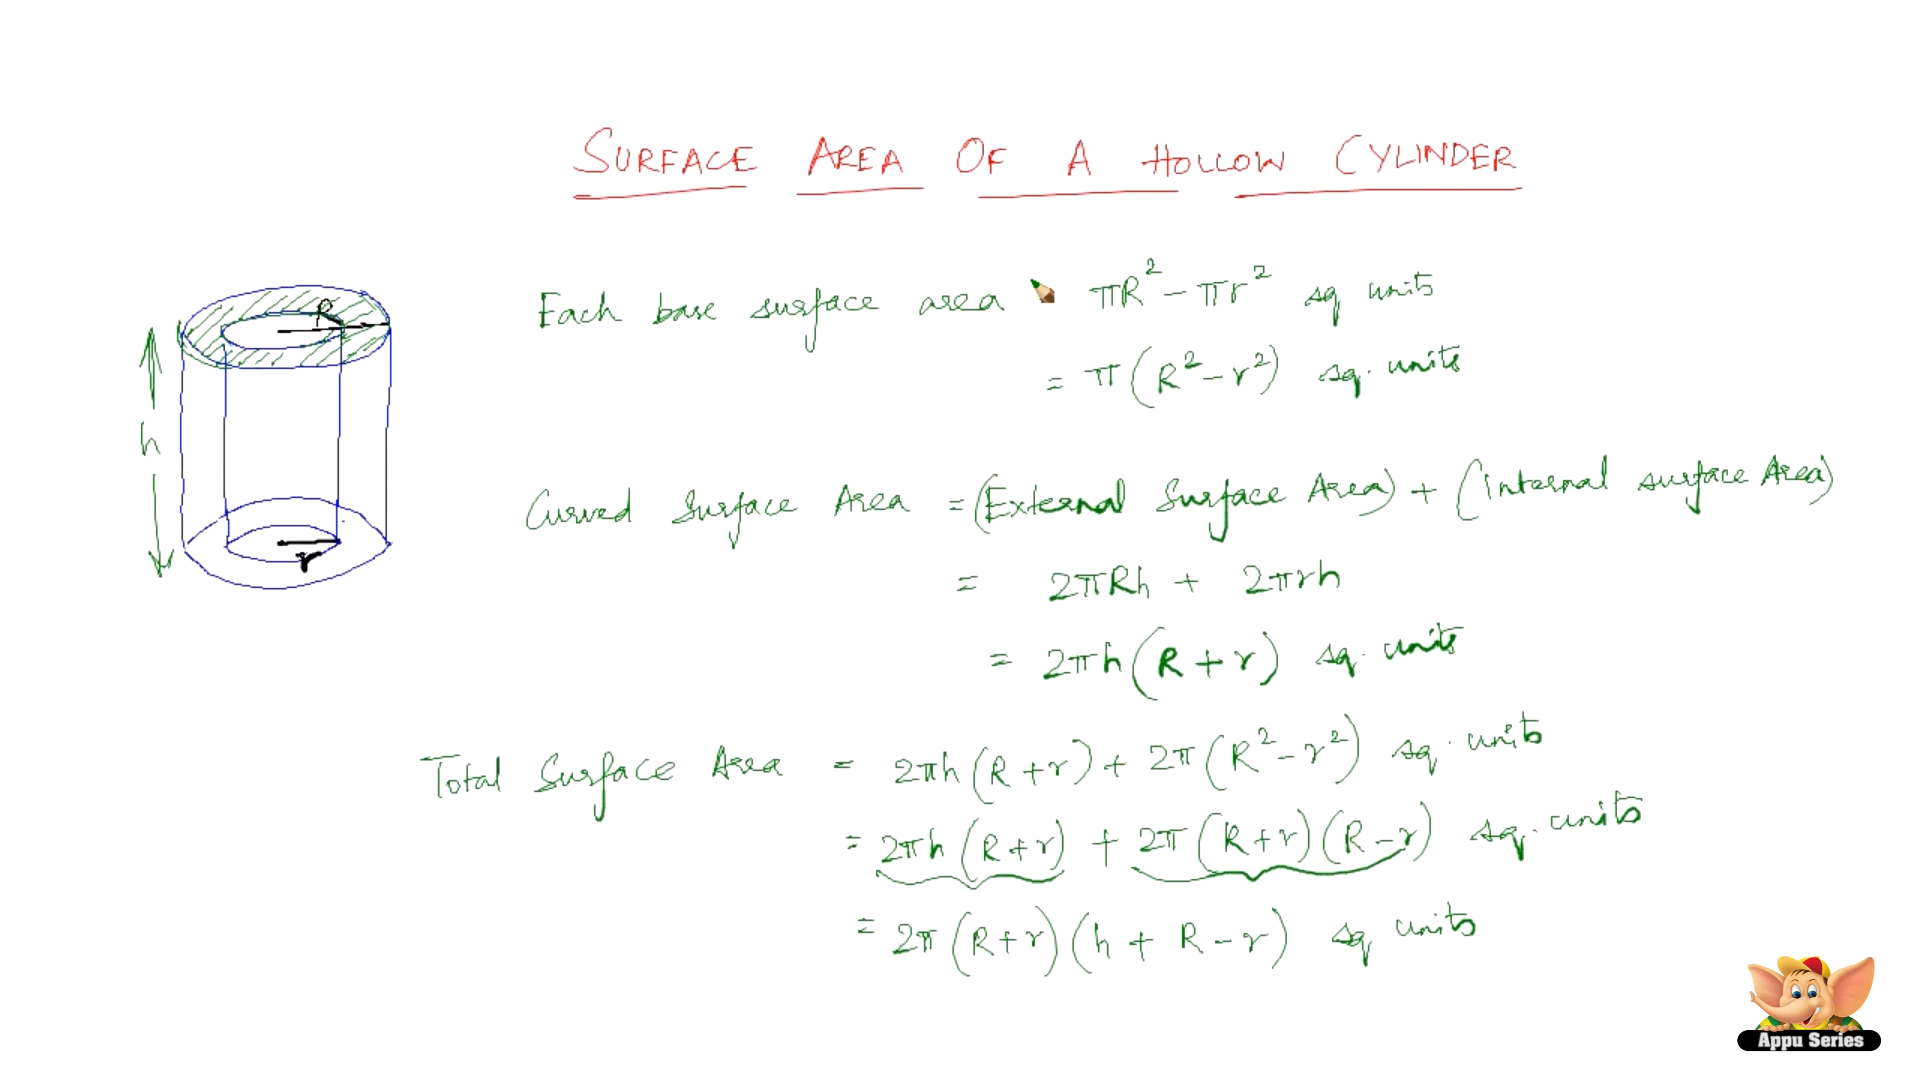 SURFACE AREA OF A HOLLOW CYLINDER
Each base surface area πR² - πr² sq units
= π(R² - r²) sq. units
R
h
r
Curved Surface Area = (External Surface Area) + (Internal surface Area)
= 2πRh + 2πrh
= 2πh(R + r) sq. units
Total Surface Area = 2πh(R + r) + 2π(R² - r²) sq. units
= 2πh(R + r) + 2π(R + r)(R - r) sq. units
= 2π(R + r)(h + R - r) sq units
Appu Series